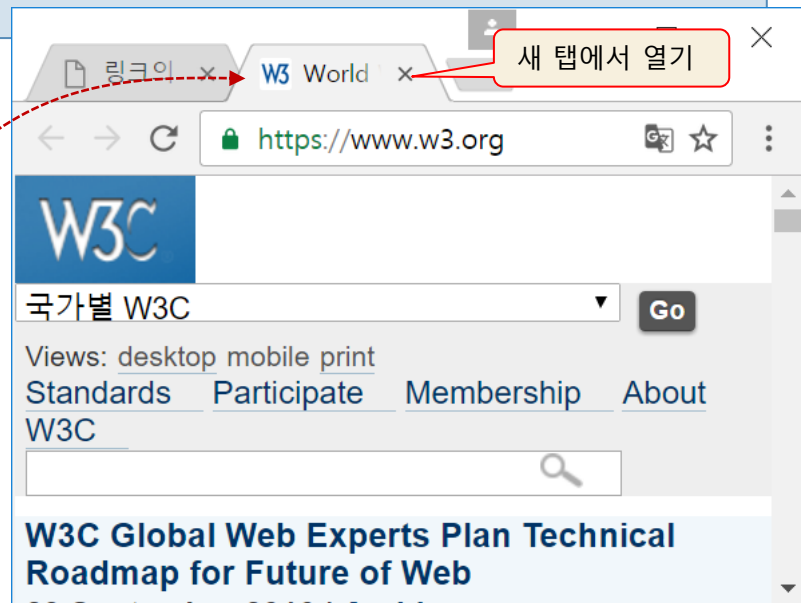 새 탭에서 열기
링크의 World
https://www.w3.org
W3C
국가별 W3C Go
Views: desktop mobile print
Standards Participate Membership About
W3C
W3C Global Web Experts Plan Technical
Roadmap for Future of Web